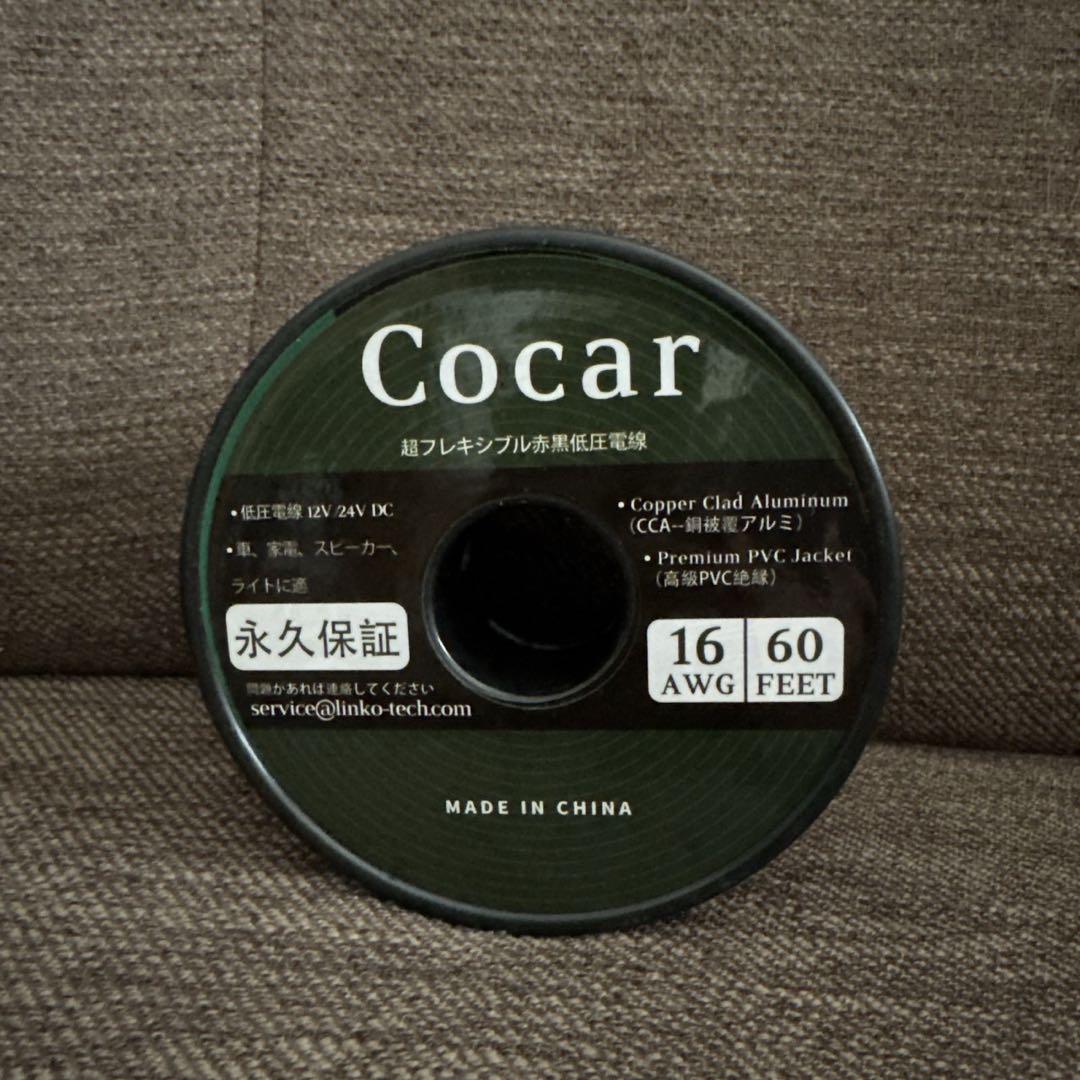 Cocar
超フレキシブル赤黒低圧電線
• 低圧電線 12V/24V DC
• 車、家電、スピーカー、
ライトに適
永久保証
問題があれば連絡してください
service@linko-tech.com
• Copper Clad Aluminum
(CCA--銅被覆アルミ)
• Premium PVC Jacket
(高級PVC絶縁)
16
AWG
60
FEET
MADE IN CHINA